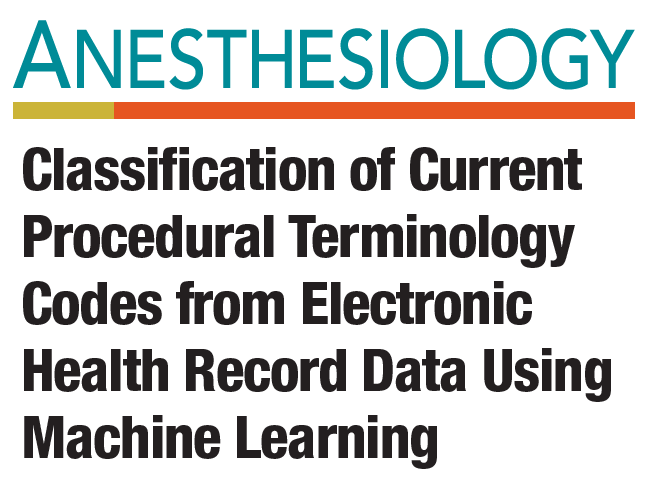 ANESTHESIOLOGY
Classification of Current
Procedural Terminology
Codes from Electronic
Health Record Data Using
Machine Learning